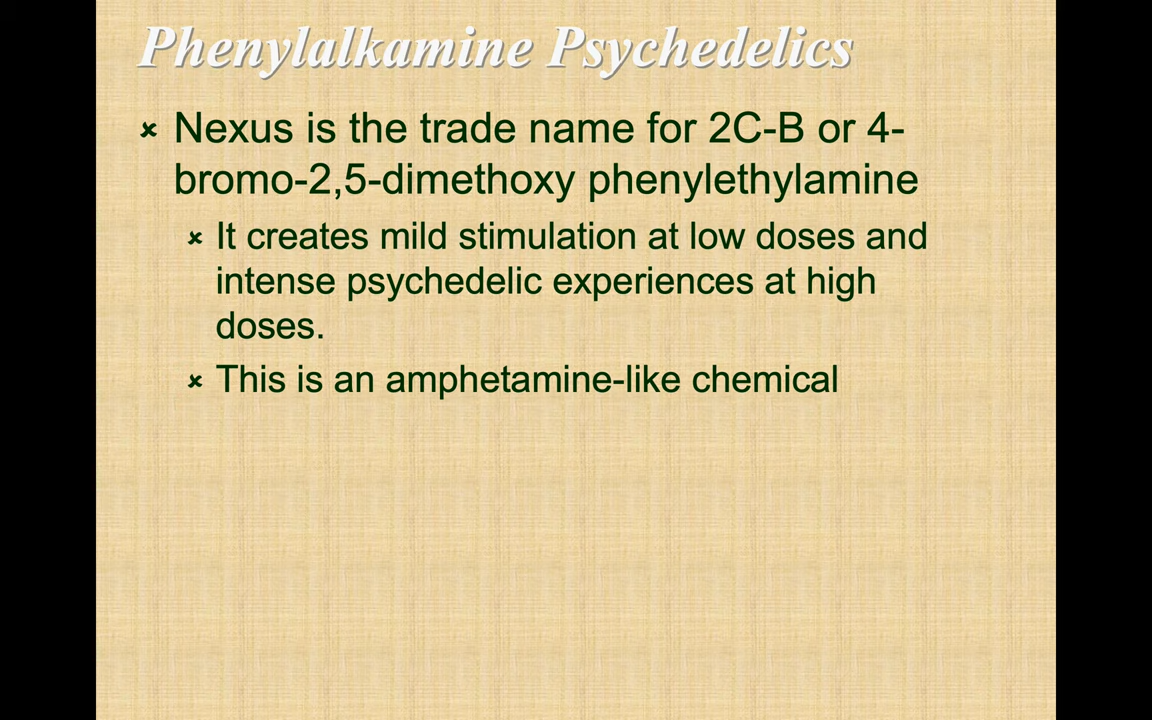 Phenylalkamine Psychedelics
Nexus is the trade name for 2C-B or 4-
bromo-2,5-dimethoxy phenylethylamine
It creates mild stimulation at low doses and
intense psychedelic experiences at high
doses.
This is an amphetamine-like chemical